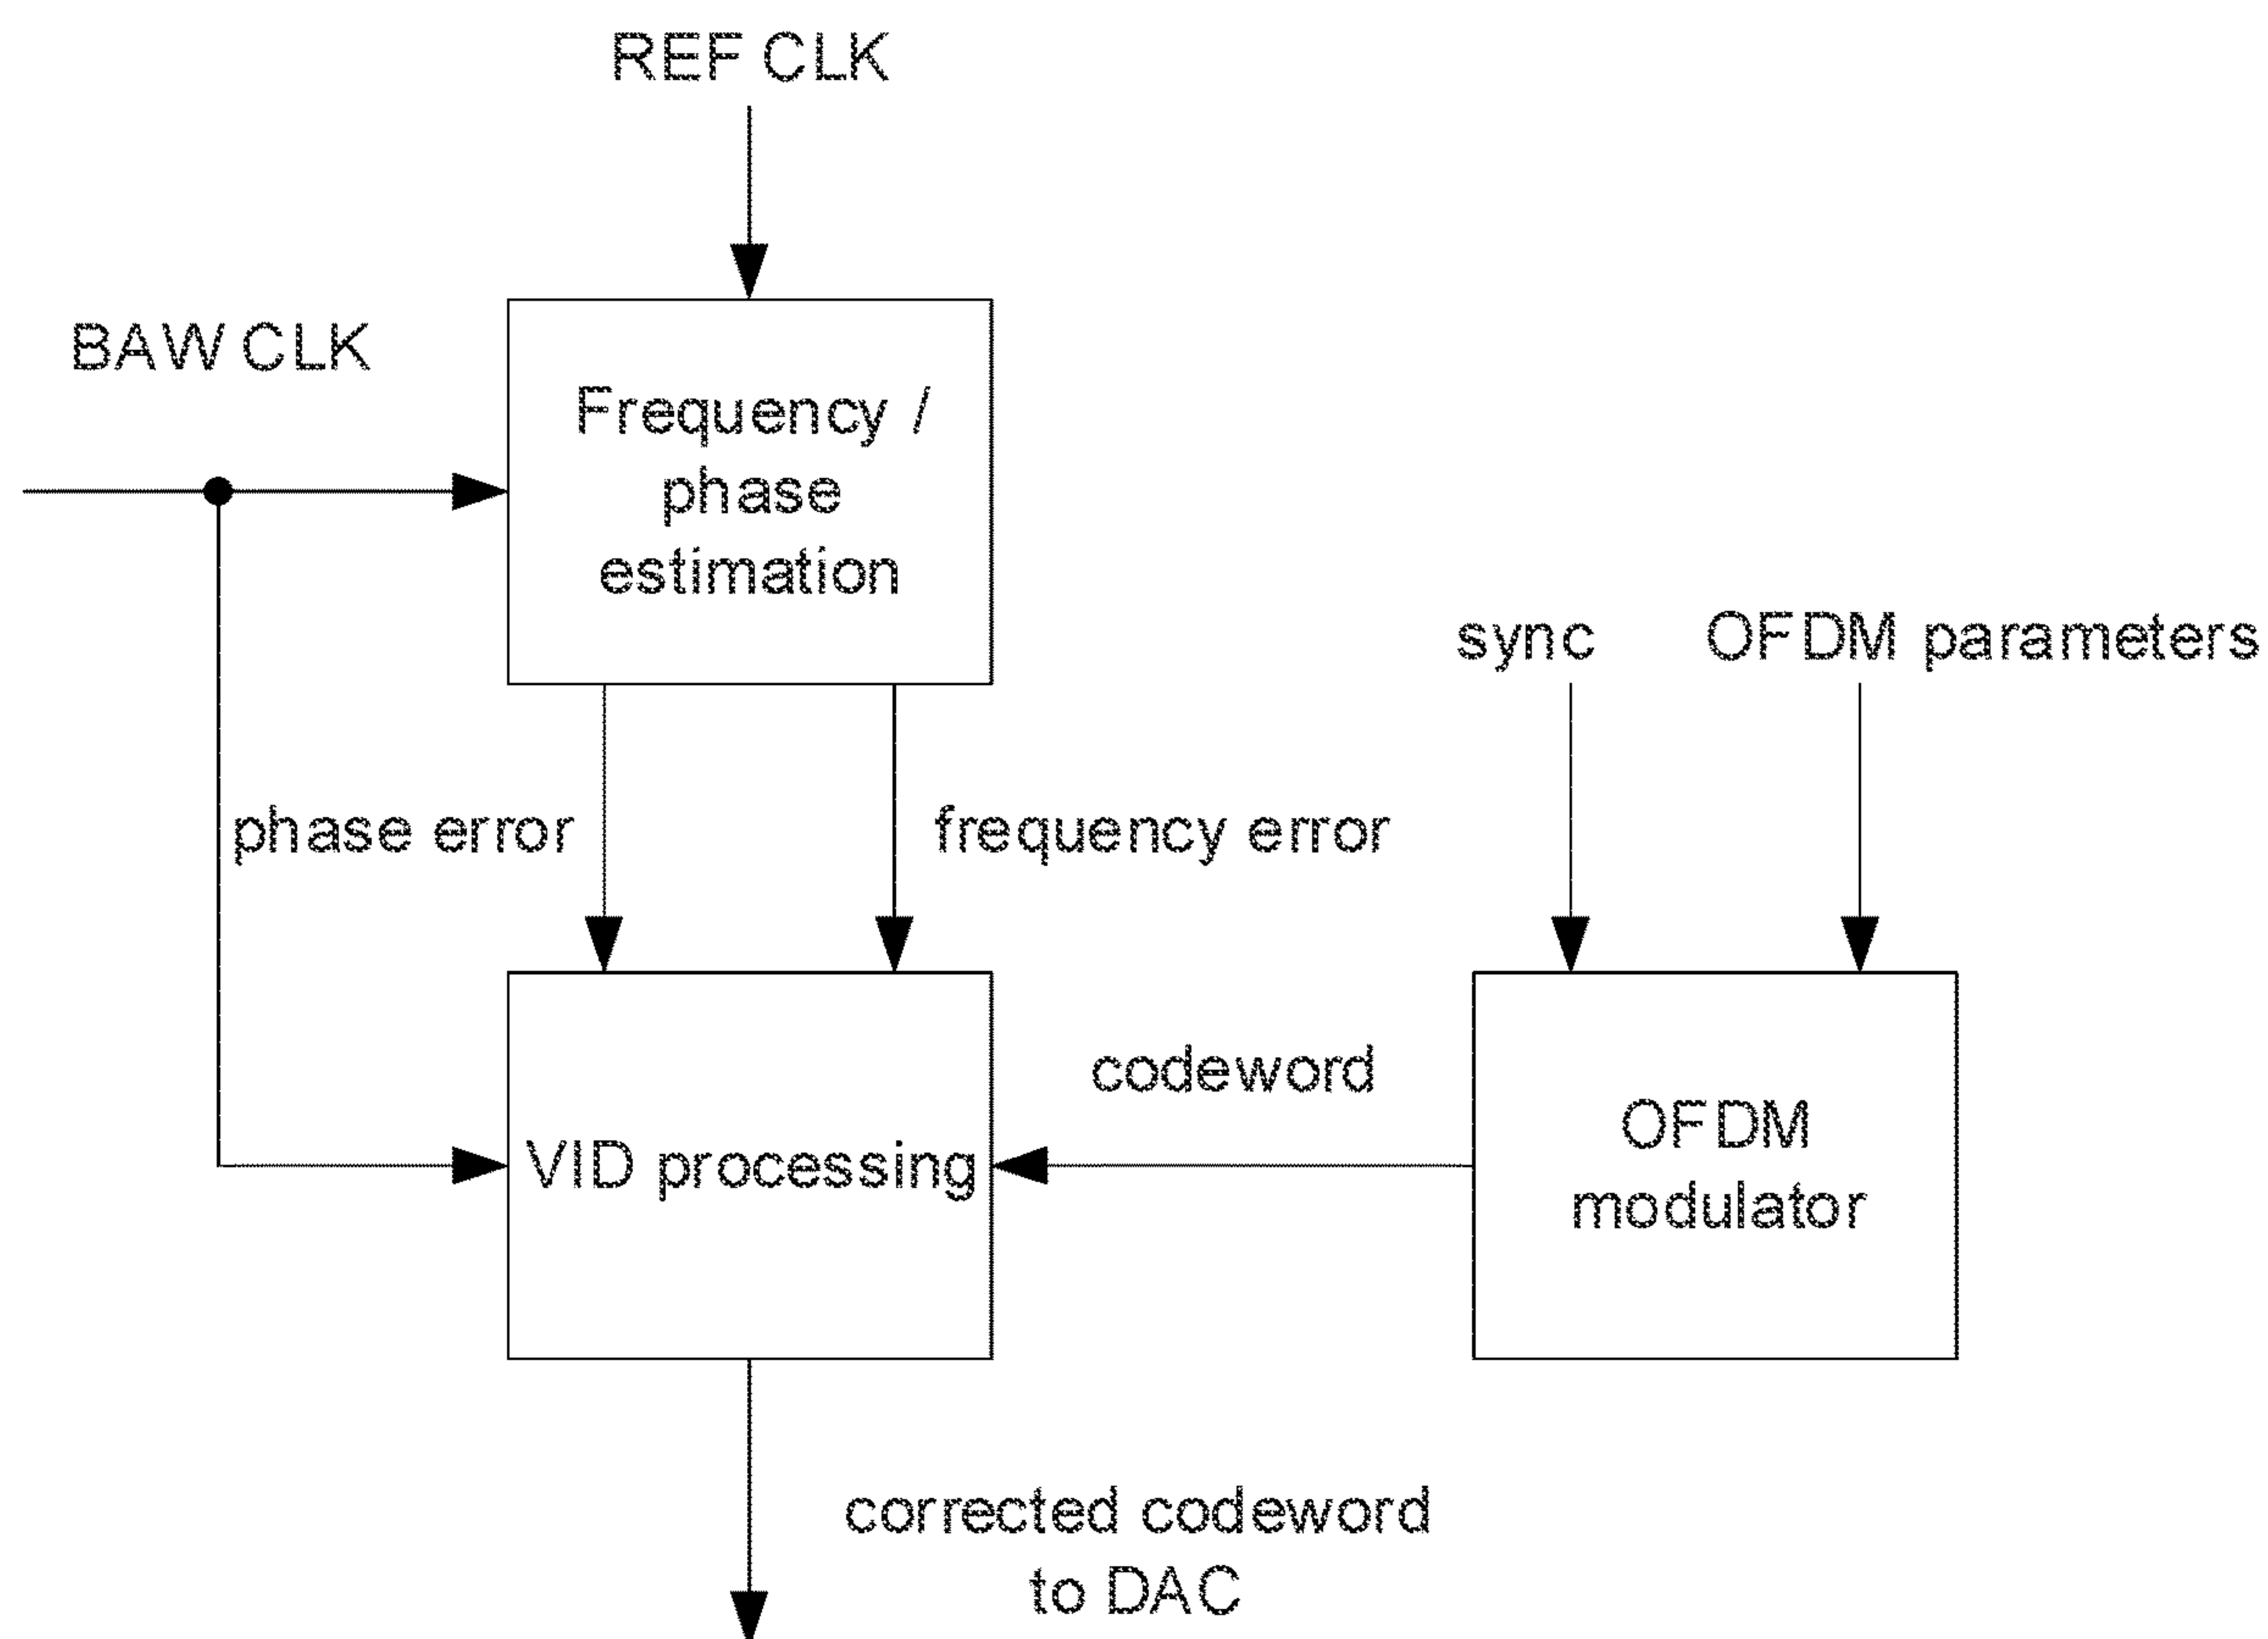 REF CLK
BAW CLK
Frequency /
phase
estimation
sync
OFDM parameters
phase error
frequency error
codeword
VID processing
OFDM
modulator
corrected codeword
to DAC